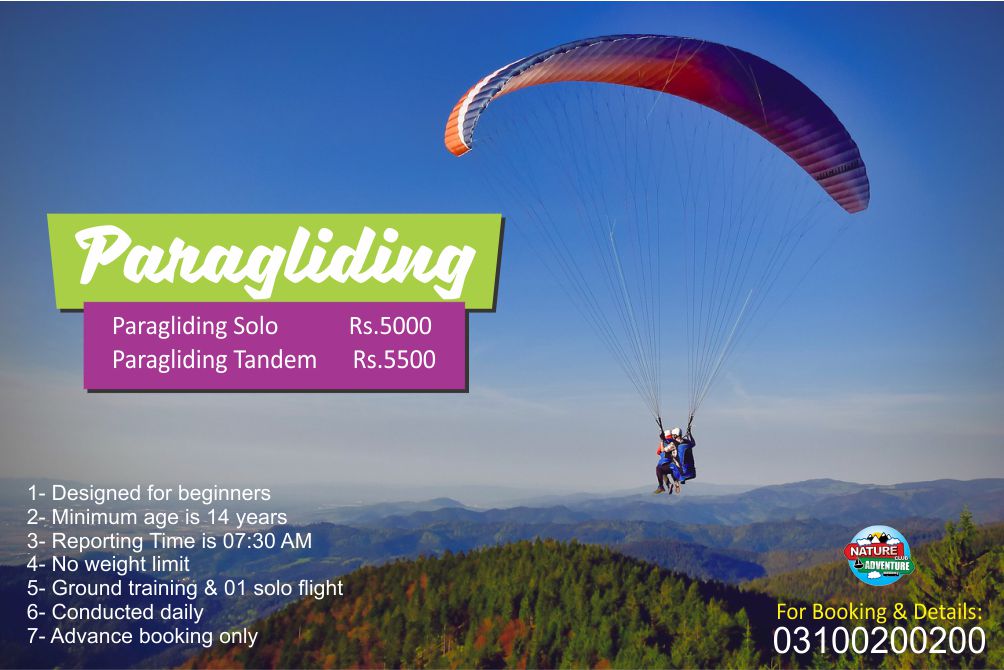 Paragliding
Paragliding Solo Rs.5000
Paragliding Tandem Rs.5500
1- Designed for beginners
2- Minimum age is 14 years
3- Reporting Time is 07:30 AM
4- No weight limit
5- Ground training & 01 solo flight
6- Conducted daily
7- Advance booking only
NATURE
CLUB
ADVENTURE
For Booking & Details:
03100200200